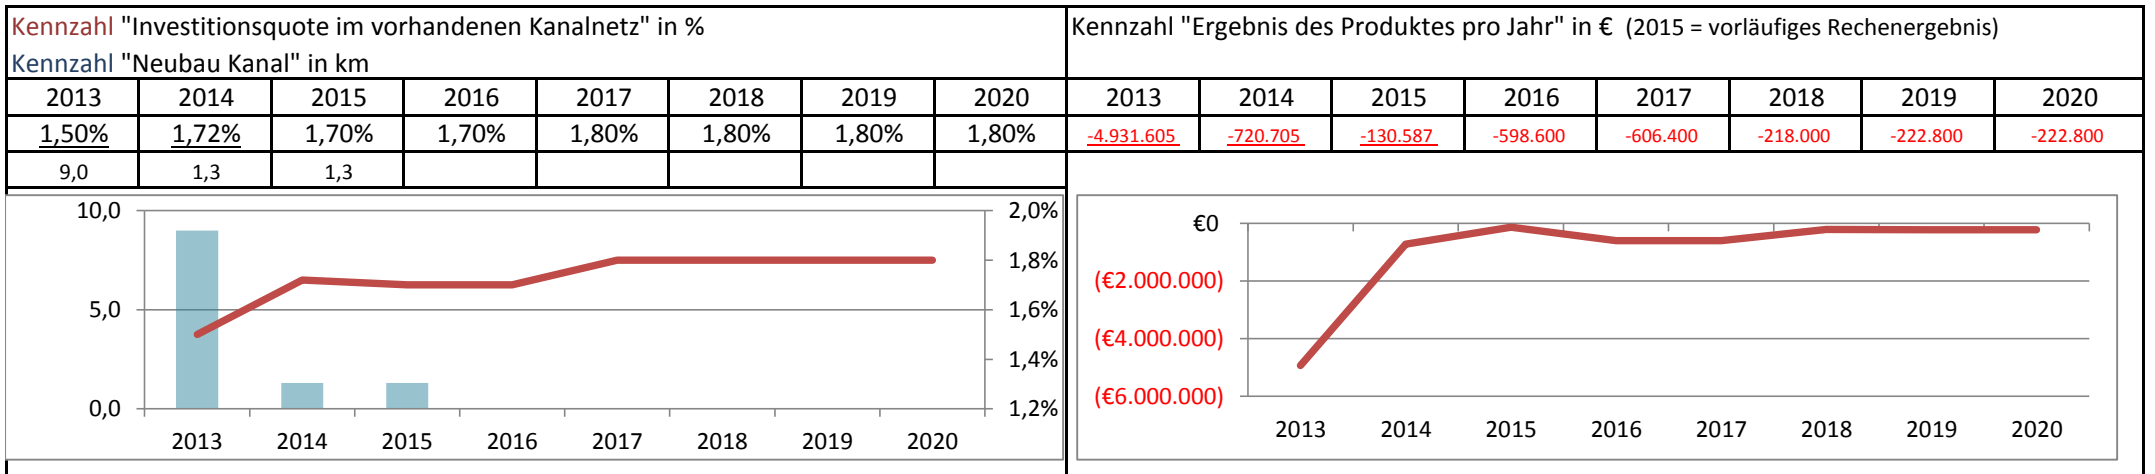 Kennzahl "Investitionsquote im vorhandenen Kanalnetz" in %
Kennzahl "Neubau Kanal" in km
2013 2014 2015 2016 2017 2018 2019 2020
1,50% 1,72% 1,70% 1,70% 1,80% 1,80% 1,80% 1,80%
9,0 1,3 1,3
10,0 2,0%
1,8%
5,0 1,6%
1,4%
0,0 1,2%
2013 2014 2015 2016 2017 2018 2019 2020
Kennzahl "Ergebnis des Produktes pro Jahr" in € (2015 = vorläufiges Rechenergebnis)
2013 2014 2015 2016 2017 2018 2019 2020
-4.931.605 -720.705 -130.587 -598.600 -606.400 -218.000 -222.800 -222.800
€0
(€2.000.000)
(€4.000.000)
(€6.000.000)
2013 2014 2015 2016 2017 2018 2019 2020